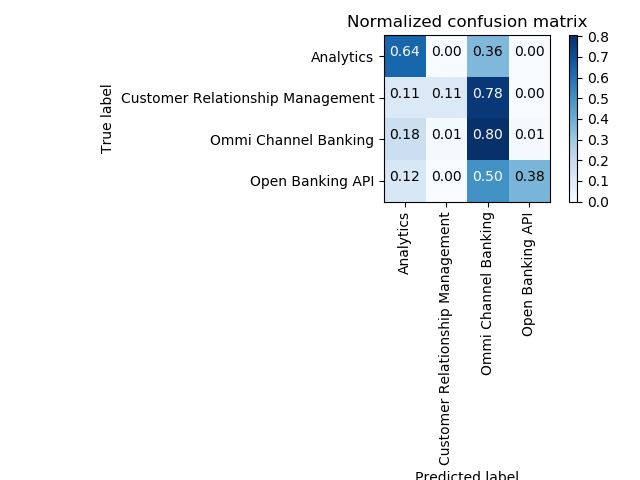 Normalized confusion matrix
True label
Analytics 0.64 0.00 0.36 0.00
Customer Relationship Management 0.11 0.11 0.78 0.00
Ommi Channel Banking 0.18 0.01 0.80 0.01
Open Banking API 0.12 0.00 0.50 0.38
Analytics
Customer Relationship Management
Ommi Channel Banking
Open Banking API
Predicted label
0.8
0.7
0.6
0.5
0.4
0.3
0.2
0.1
0.0